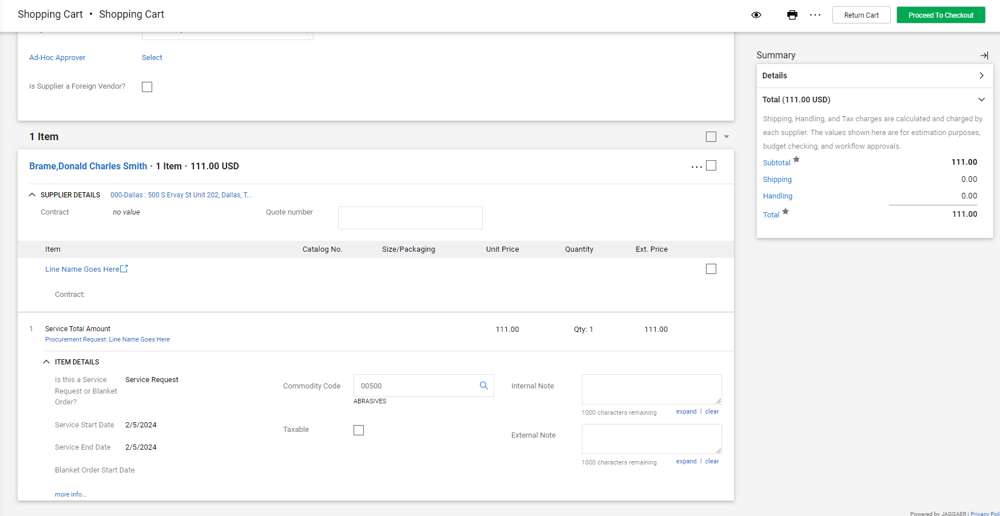 Shopping Cart • Shopping Cart
Return Cart
Proceed To Checkout
Ad-Hoc Approver Select
Is Supplier a Foreign Vendor?
1 Item
Brame,Donald Charles Smith · 1 Item · 111.00 USD
SUPPLIER DETAILS 000-Dallas : 500 S Ervay St Unit 202, Dallas, T...
Contract no value Quote number
Item Catalog No. Size/Packaging Unit Price Quantity Ext. Price
Line Name Goes Here
Contract:
1 Service Total Amount 111.00 Qty: 1 111.00
Procurement Request: Line Name Goes Here
ITEM DETAILS
Is this a Service
Request or Blanket
Order?
Service Request
Service Start Date 2/5/2024
Service End Date 2/5/2024
Blanket Order Start Date
more info...
Commodity Code 00500
ABRASIVES
Taxable
Internal Note
1000 characters remaining expand | clear
External Note
1000 characters remaining expand | clear
Summary
Details
Total (111.00 USD)
Shipping, Handling, and Tax charges are calculated and charged by
each supplier. The values shown here are for estimation purposes,
budget checking, and workflow approvals.
Subtotal 111.00
Shipping 0.00
Handling 0.00
Total 111.00
Powered by JAGGAER | Privacy Poli